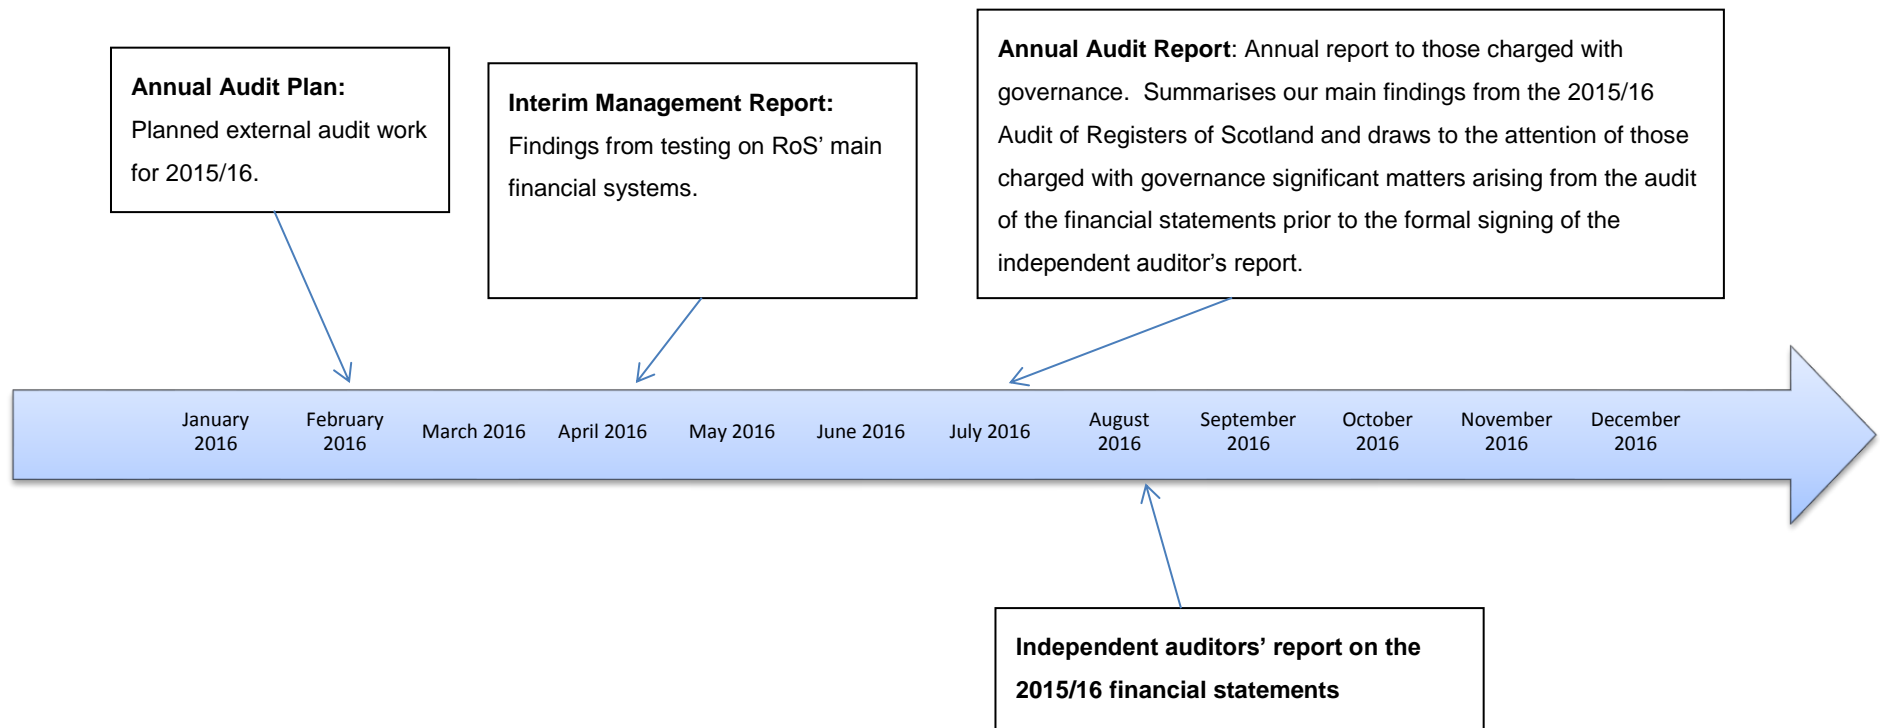 Annual Audit Plan:
Planned external audit work
for 2015/16.
Interim Management Report:
Findings from testing on RoS’ main
financial systems.
Annual Audit Report: Annual report to those charged with
governance.  Summarises our main findings from the 2015/16
Audit of Registers of Scotland and draws to the attention of those
charged with governance significant matters arising from the audit
of the financial statements prior to the formal signing of the
independent auditor’s report.
January
2016
February
2016
March 2016
April 2016
May 2016
June 2016
July 2016
August
2016
September
2016
October
2016
November
2016
December
2016
Independent auditors’ report on the
2015/16 financial statements